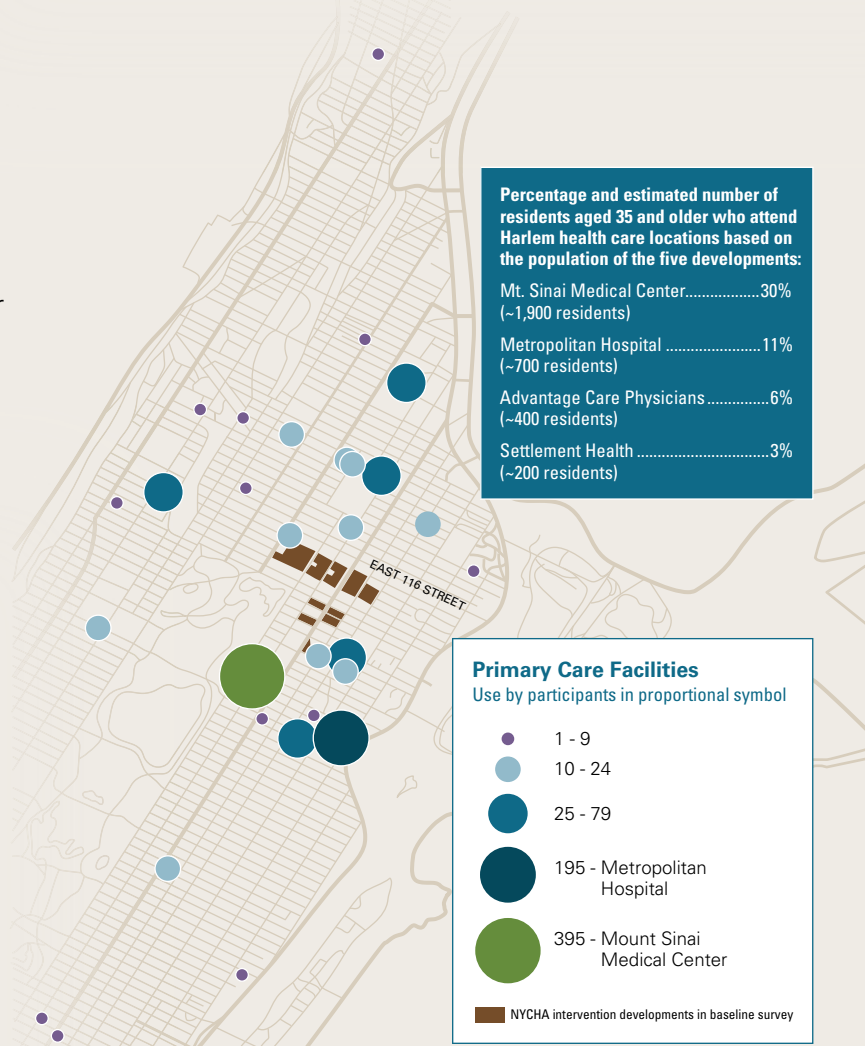 Percentage and estimated number of
residents aged 35 and older who attend
Harlem health care locations based on
the population of the five developments:
Mt. Sinai Medical Center..................30%
(~1,900 residents)
Metropolitan Hospital .......................11%
(~700 residents)
Advantage Care Physicians...............6%
(~400 residents)
Settlement Health ................................3%
(~200 residents)
EAST 116 STREET
Primary Care Facilities
Use by participants in proportional symbol
1 - 9
10 - 24
25 - 79
195 - Metropolitan
Hospital
395 - Mount Sinai
Medical Center
NYCHA intervention developments in baseline survey